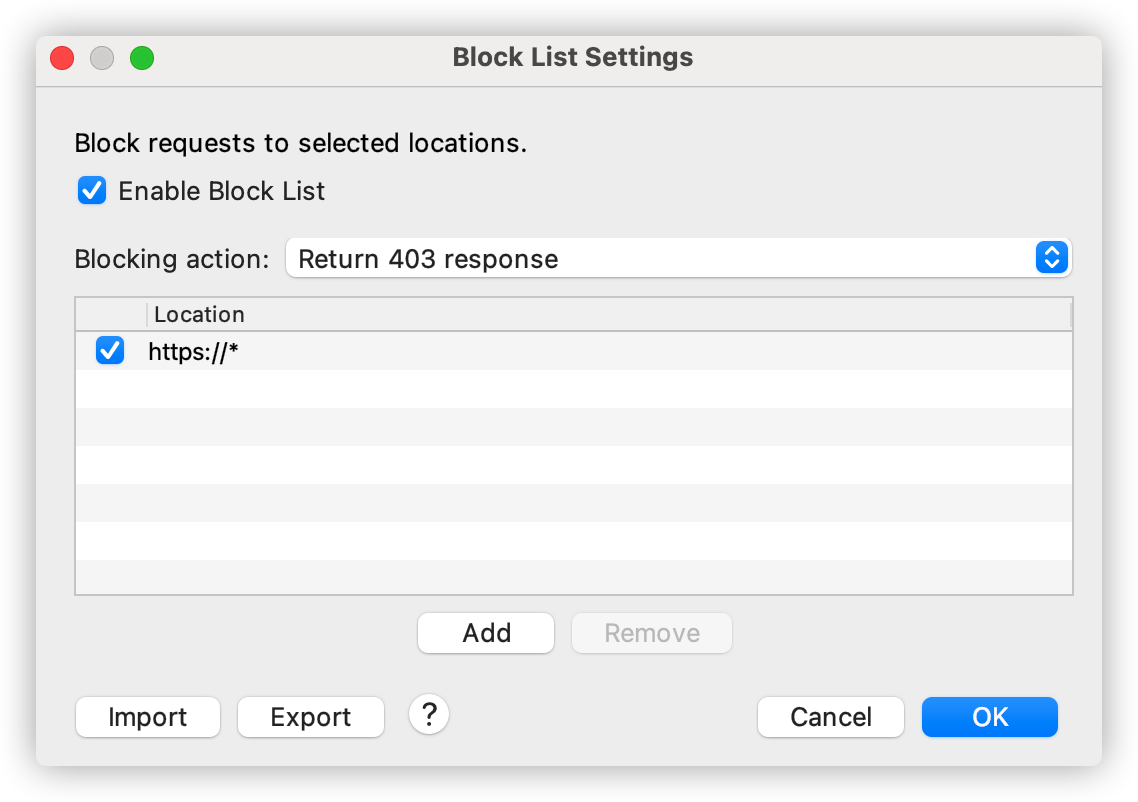 Block List Settings
Block requests to selected locations.
Enable Block List
Blocking action: Return 403 response
Location
https://*
Add Remove
Import Export ? Cancel OK